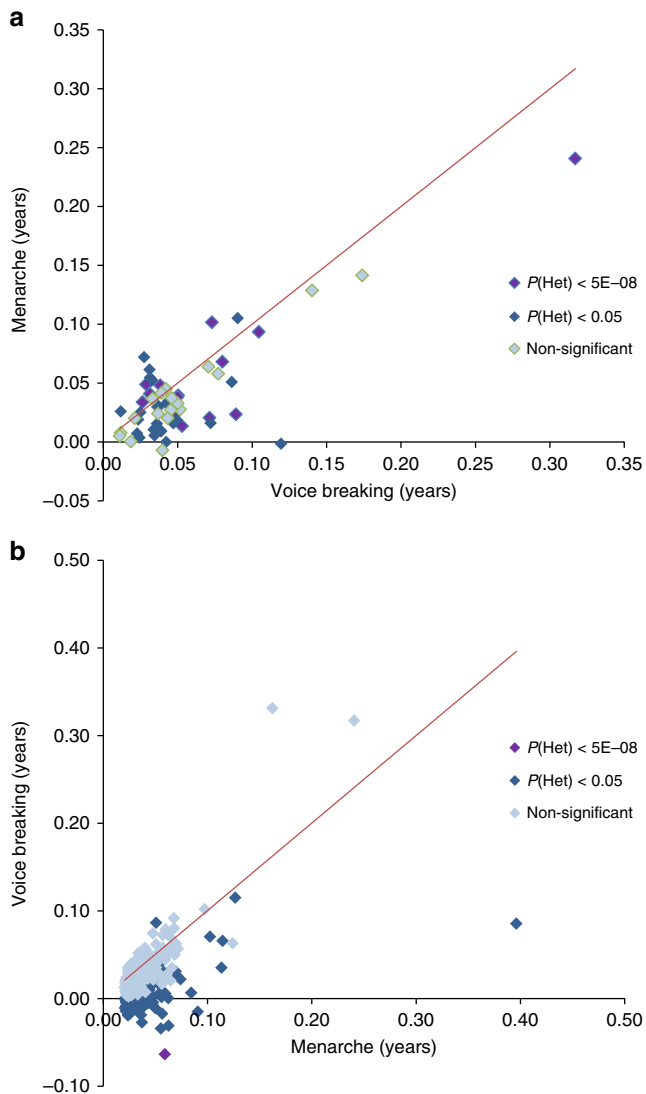 a
0.35
0.30
0.25
0.20
0.15
0.10
0.05
0.00
–0.05
Menarche (years)
P(Het) < 5E–08
P(Het) < 0.05
Non-significant
0.00 0.05 0.10 0.15 0.20 0.25 0.30 0.35
Voice breaking (years)
b
0.50
0.40
0.30
0.20
0.10
0.00
–0.10
Voice breaking (years)
P(Het) < 5E–08
P(Het) < 0.05
Non-significant
0.00 0.10 0.20 0.30 0.40 0.50
Menarche (years)